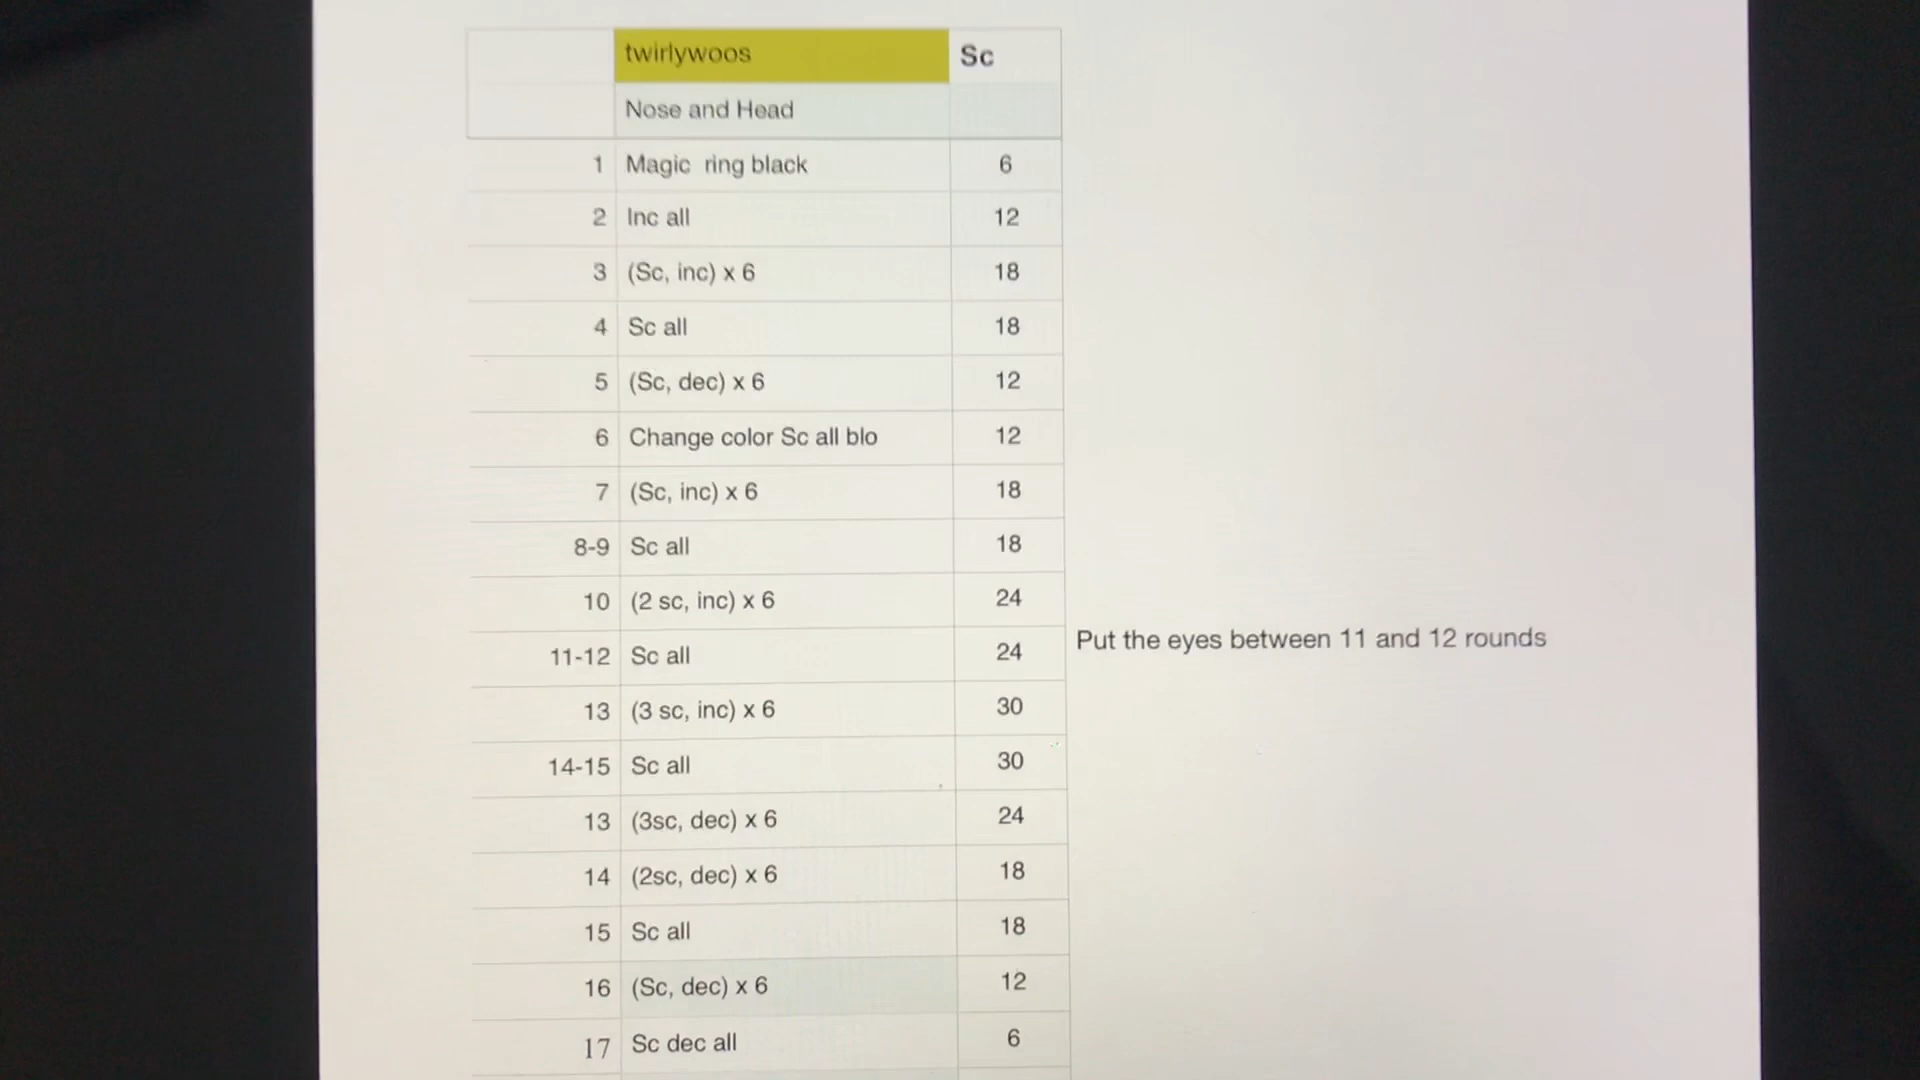 twirlywoos Sc
Nose and Head
1 Magic ring black 6
2 Inc all 12
3 (Sc, inc) x 6 18
4 Sc all 18
5 (Sc, dec) x 6 12
6 Change color Sc all blo 12
7 (Sc, inc) x 6 18
8-9 Sc all 18
10 (2 sc, inc) x 6 24
11-12 Sc all 24 Put the eyes between 11 and 12 rounds
13 (3 sc, inc) x 6 30
14-15 Sc all 30
13 (3sc, dec) x 6 24
14 (2sc, dec) x 6 18
15 Sc all 18
16 (Sc, dec) x 6 12
17 Sc dec all 6